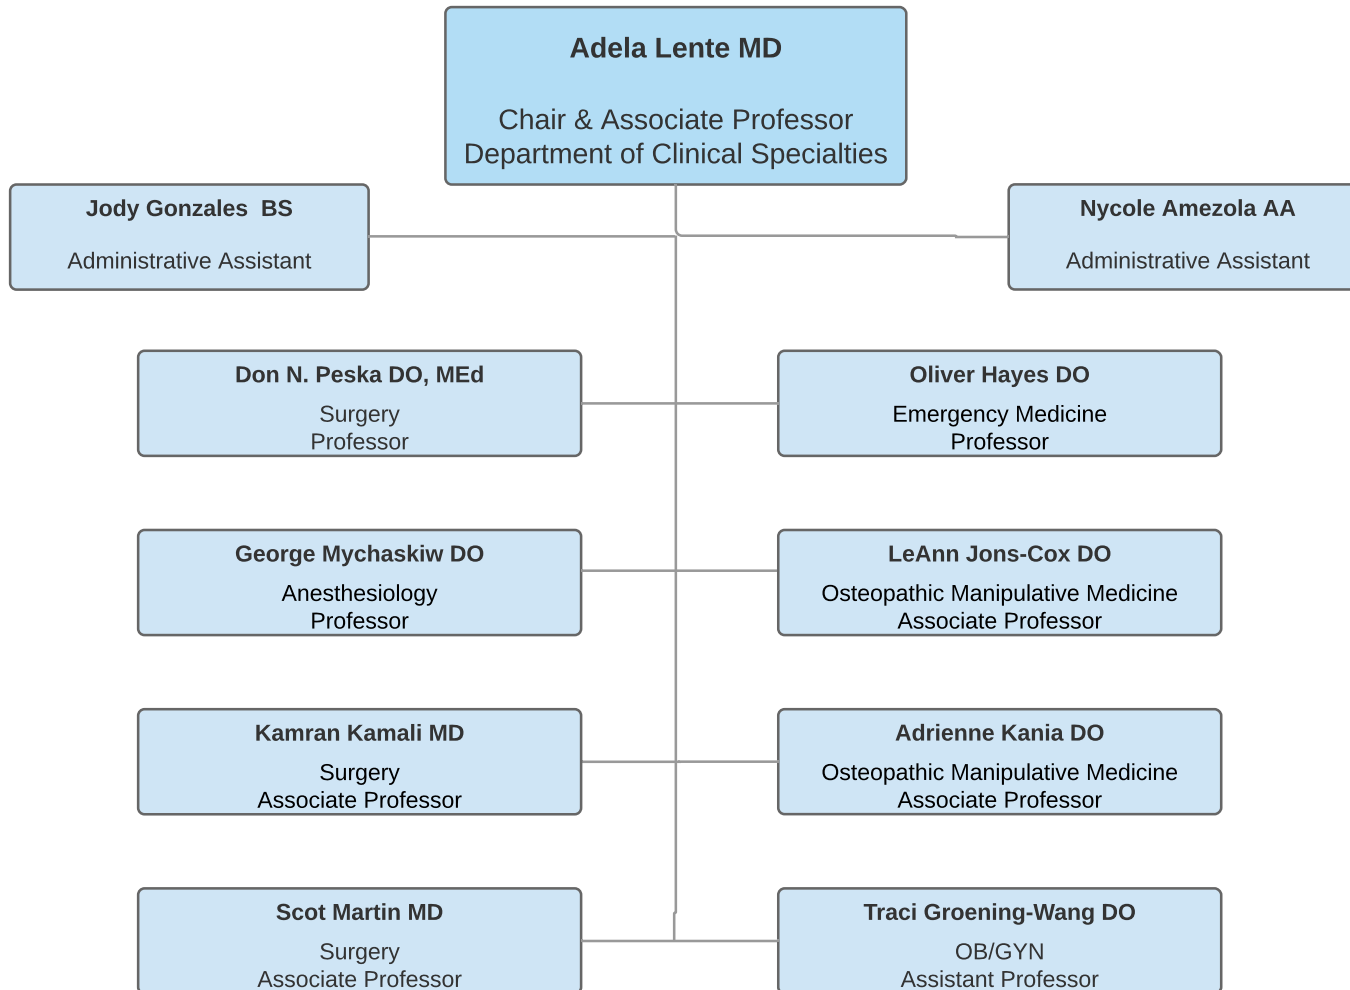 Adela Lente MD
Chair & Associate Professor
Department of Clinical Specialties
Jody Gonzales  BS
Administrative Assistant
Nycole Amezola AA
Administrative Assistant
Don N. Peska DO, MEd
Surgery
Professor
Oliver Hayes DO
Emergency Medicine
Professor
George Mychaskiw DO
Anesthesiology
Professor
LeAnn Jons-Cox DO
Osteopathic Manipulative Medicine
Associate Professor
Kamran Kamali MD
Surgery
Associate Professor
Adrienne Kania DO
Osteopathic Manipulative Medicine
Associate Professor
Scot Martin MD
Surgery
Associate Professor
Traci Groening-Wang DO
OB/GYN
Assistant Professor